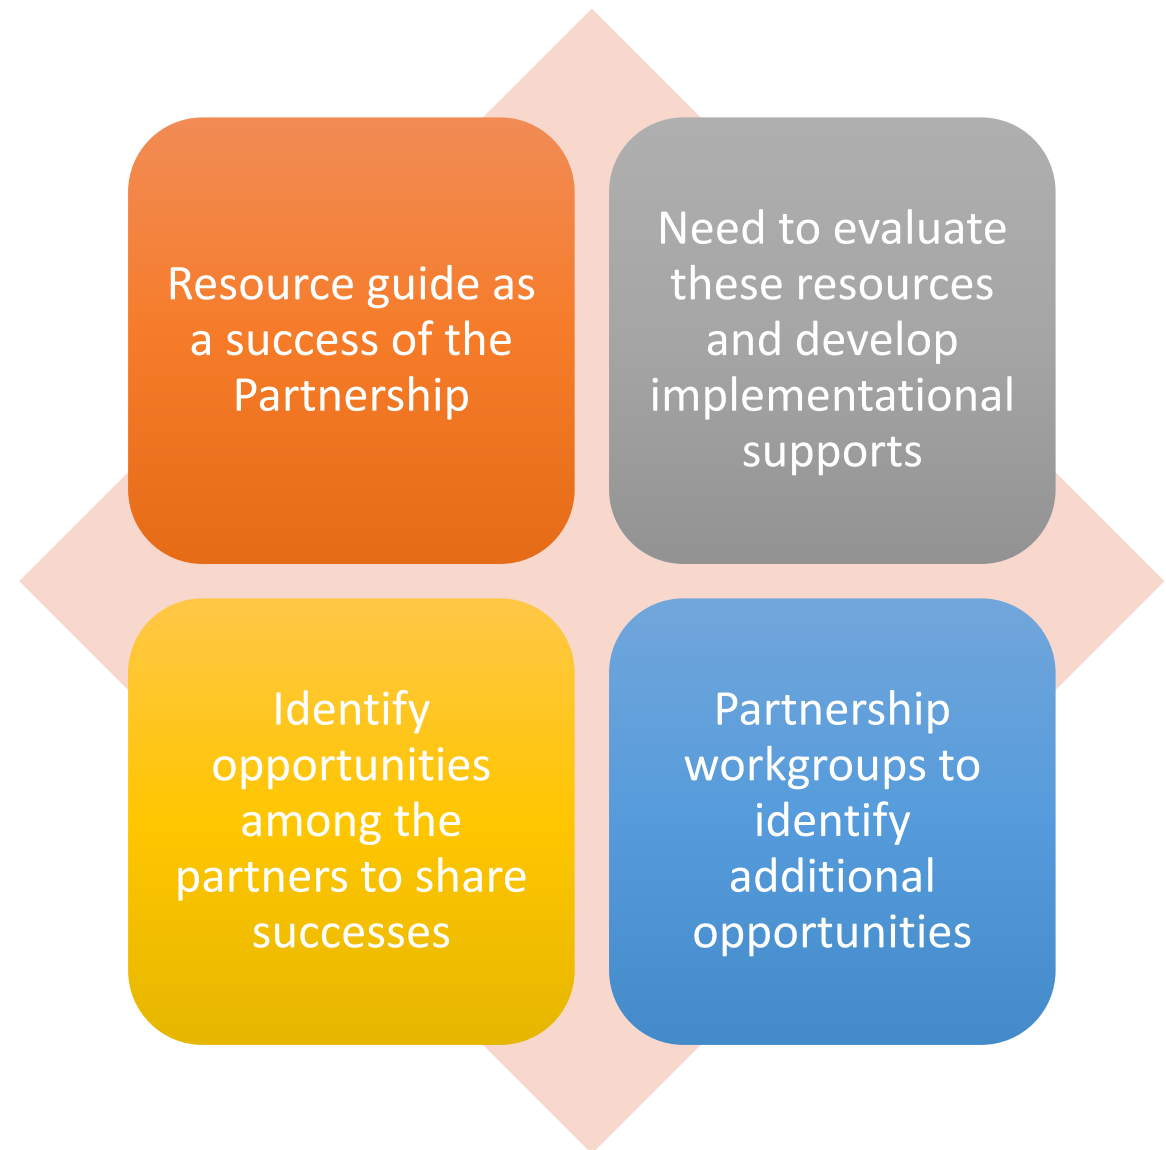 Resource guide as
a success of the
Partnership
Need to evaluate
these resources
and develop
implementational
supports
Identify
opportunities
among the
partners to share
successes
Partnership
workgroups to
identify
additional
opportunities